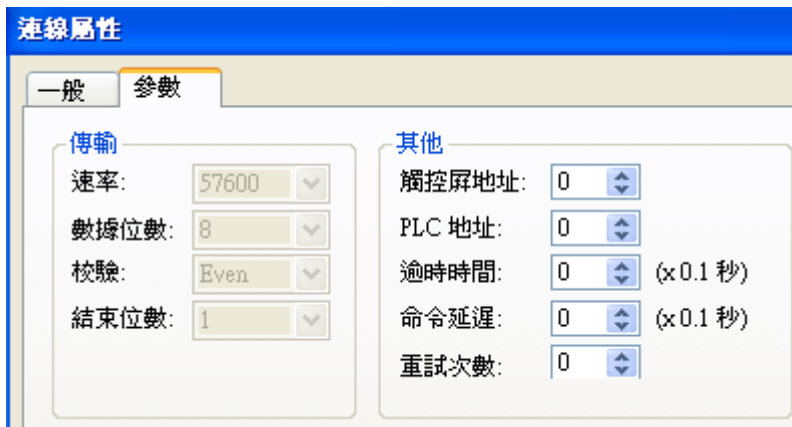 連線屬性
一般 參數
傳輸
速率: 57600
數據位數: 8
校驗: Even
結束位數: 1
其他
觸控屏地址: 0
PLC 地址: 0
逾時時間: 0 (x 0.1 秒)
命令延遲: 0 (x 0.1 秒)
重試次數: 0